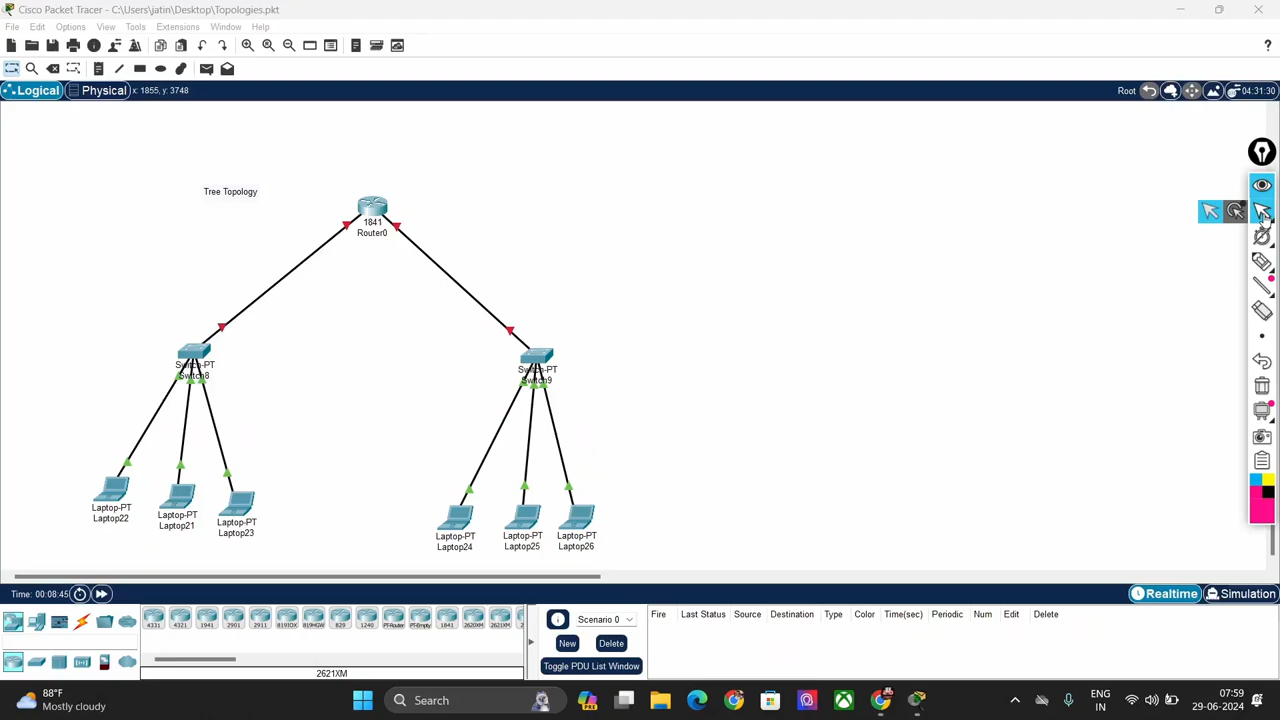 Cisco Packet Tracer - C:\Users\jatin\Desktop\Topologies.pkt
File Edit Options View Tools Extensions Window Help
Logical Physical x: 1855, y: 3748 Root 04:31:30
Tree Topology
1841
Router0
Switch-PT
Switch8
Switch-PT
Switch9
Laptop-PT
Laptop22
Laptop-PT
Laptop21
Laptop-PT
Laptop23
Laptop-PT
Laptop24
Laptop-PT
Laptop25
Laptop-PT
Laptop26
Time: 00:08:45 Realtime Simulation
4331 4321 1941 2901 2911 819IOX 819HGW 829 1240 PT-Router PT-Empty 1841 2620XM 2621XM
2621XM
Scenario 0
New Delete
Toggle PDU List Window
Fire Last Status Source Destination Type Color Time(sec) Periodic Num Edit Delete
88°F
Mostly cloudy
Search
PRE
ENG
IN
07:59
29-06-2024